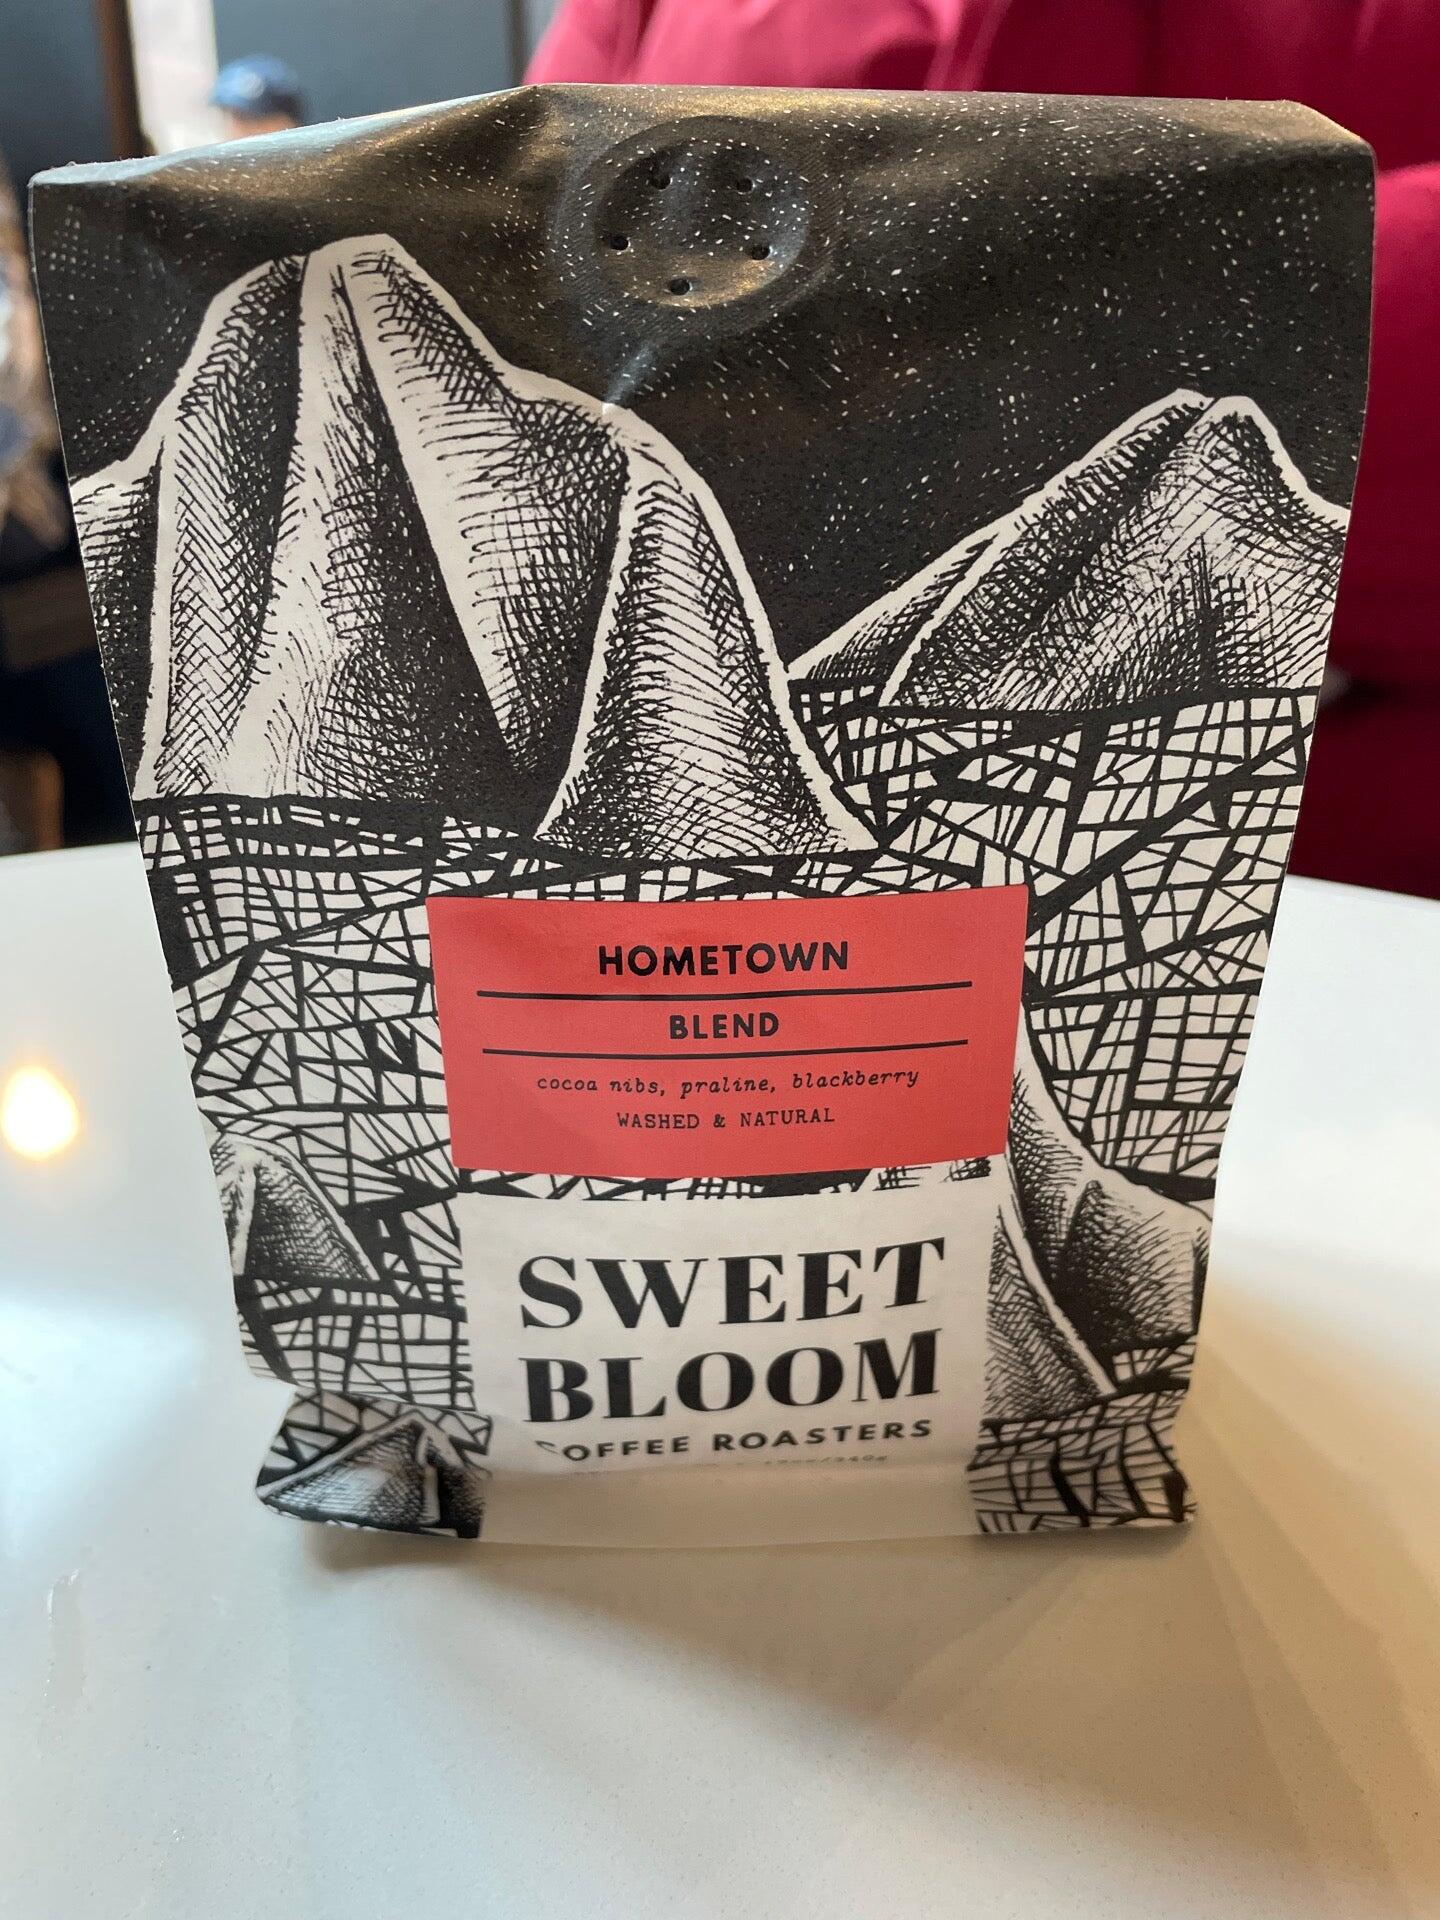 HOMETOWN
BLEND
cocoa nibs, praline, blackberry
WASHED & NATURAL
SWEET
BLOOM
COFFEE ROASTERS